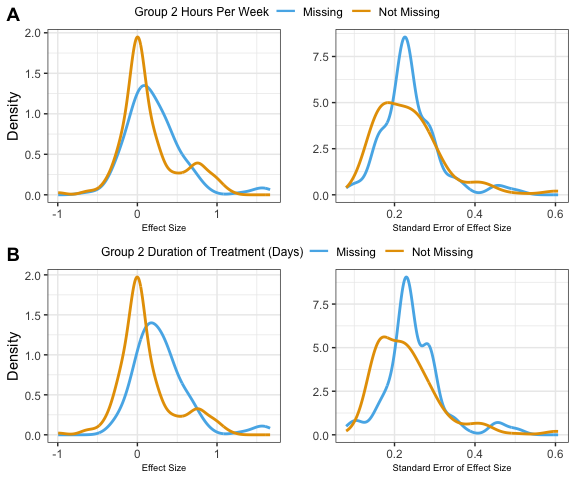 A
Group 2 Hours Per Week Missing Not Missing
Density
2.0
1.5
1.0
0.5
0.0
-1 0 1
Effect Size
7.5
5.0
2.5
0.0
0.2 0.4 0.6
Standard Error of Effect Size
B
Group 2 Duration of Treatment (Days) Missing Not Missing
Density
2.0
1.5
1.0
0.5
0.0
-1 0 1
Effect Size
7.5
5.0
2.5
0.0
0.2 0.4 0.6
Standard Error of Effect Size